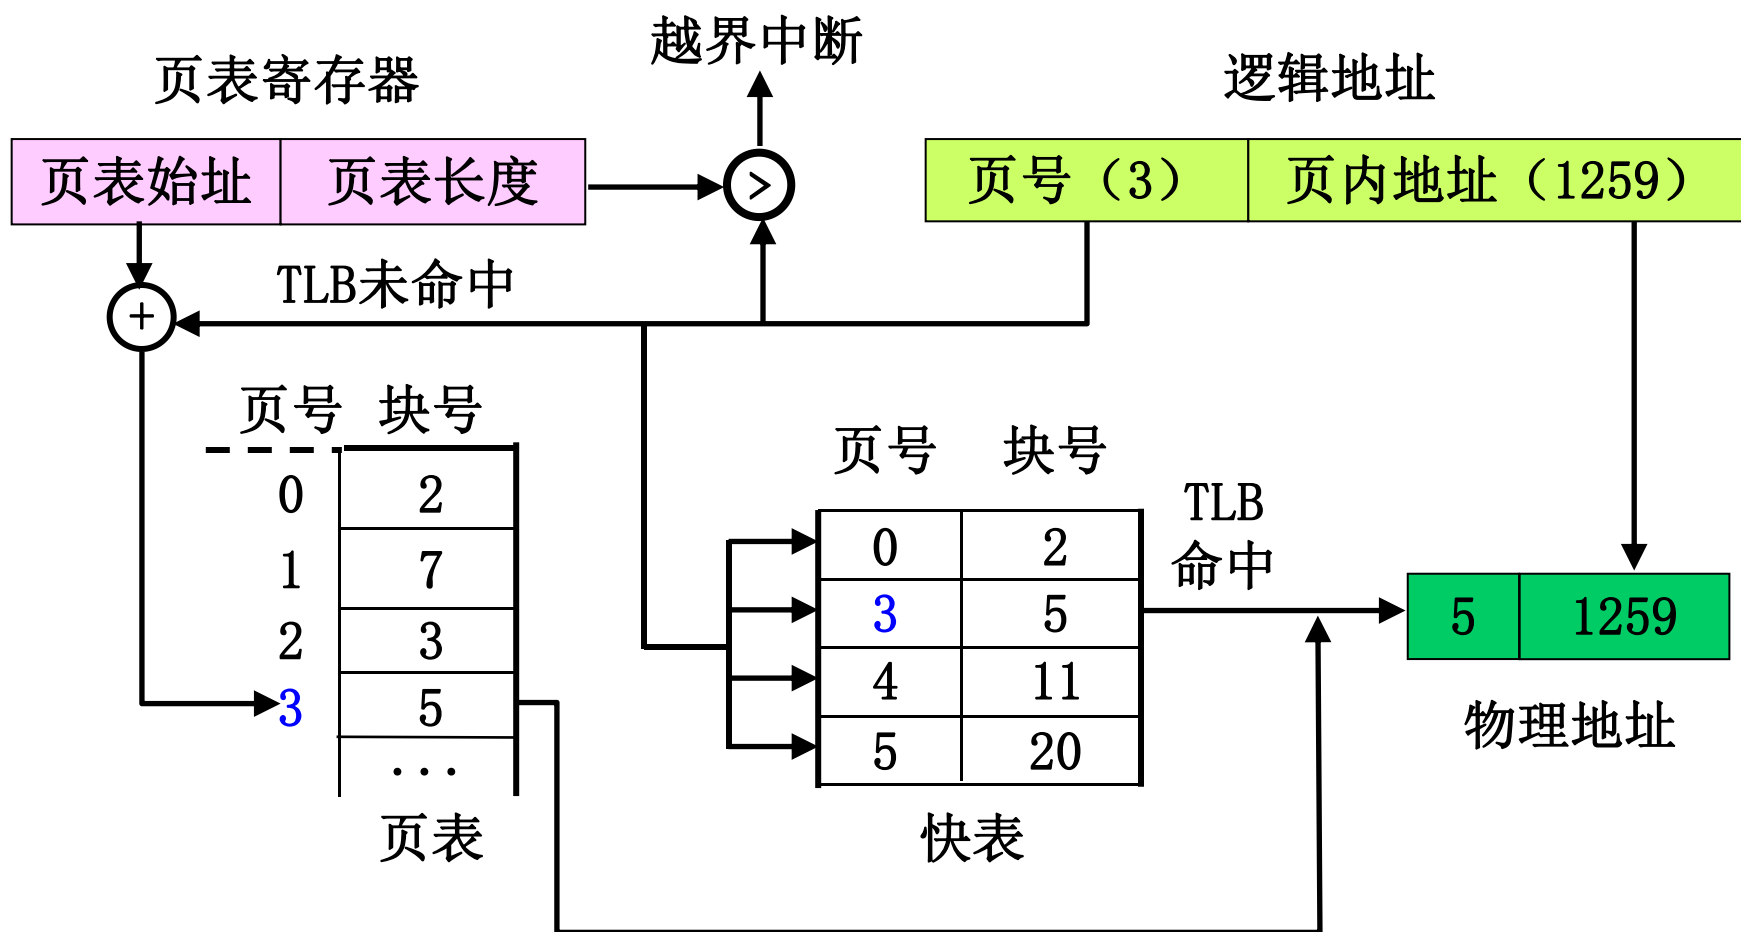 越界中断
页表寄存器
逻辑地址
页表始址 页表长度
>
页号（3） 页内地址（1259）
TLB未命中
+
页号 块号
0 2
1 7
2 3
3 5
...
页表
页号 块号
0 2
3 5
4 11
5 20
快表
TLB
命中
5 1259
物理地址